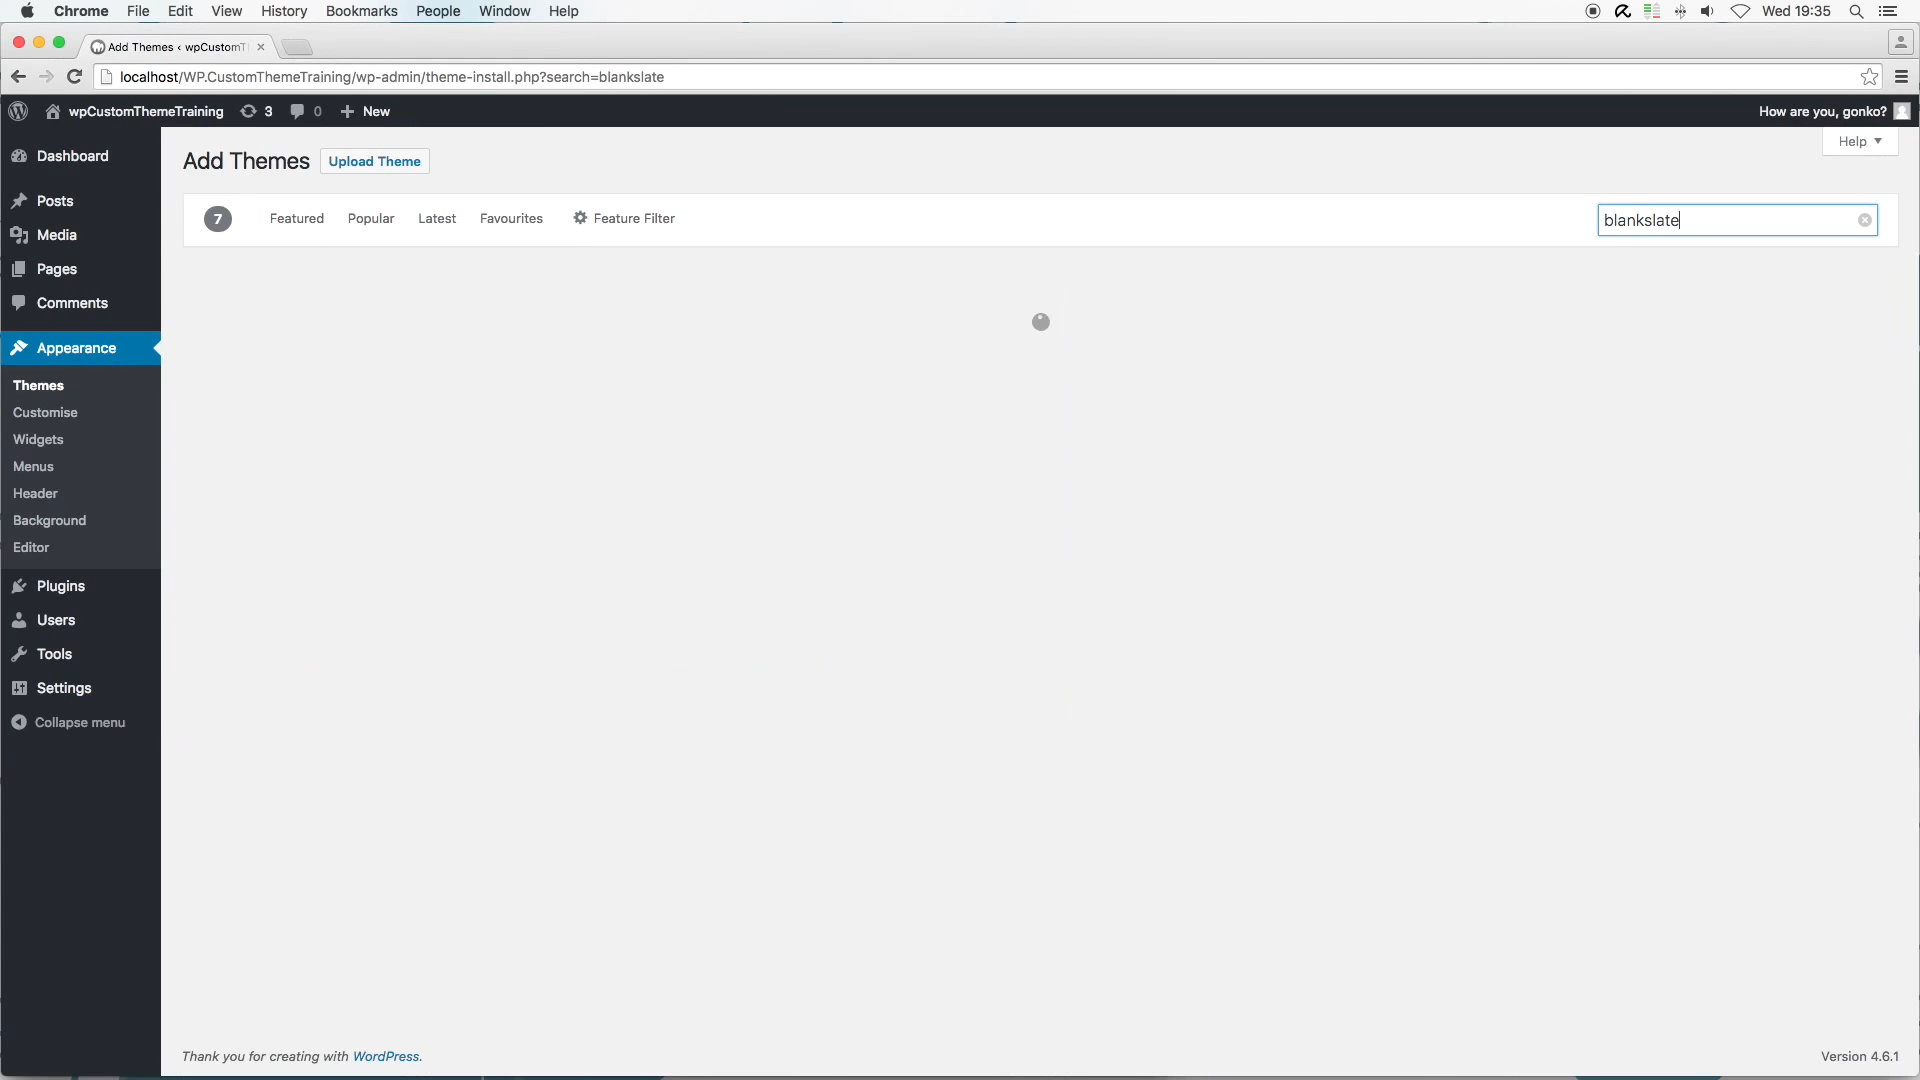 Chrome File Edit View History Bookmarks People Window Help Wed 19:35
Add Themes ‹ wpCustomT
localhost/WP.CustomThemeTraining/wp-admin/theme-install.php?search=blankslate
wpCustomThemeTraining 3 0 New How are you, gonko?
Help
Add Themes Upload Theme
7 Featured Popular Latest Favourites Feature Filter blankslate
Dashboard
Posts
Media
Pages
Comments
Appearance
Themes
Customise
Widgets
Menus
Header
Background
Editor
Plugins
Users
Tools
Settings
Collapse menu
Thank you for creating with WordPress. Version 4.6.1